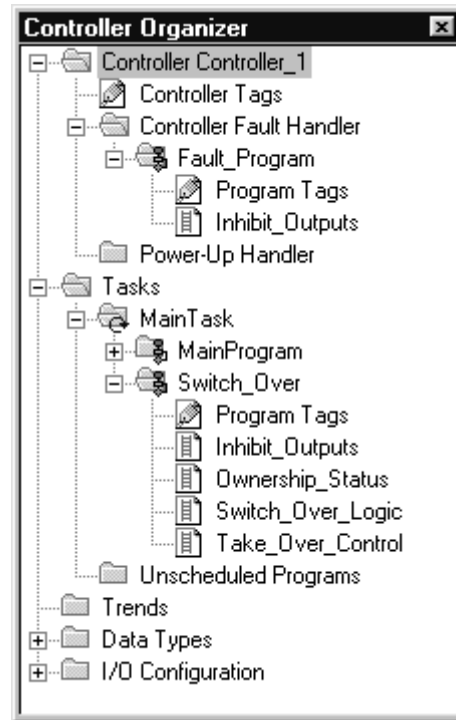 Controller Organizer
Controller Controller_1
Controller Tags
Controller Fault Handler
Fault_Program
Program Tags
Inhibit_Outputs
Power-Up Handler
Tasks
MainTask
MainProgram
Switch_Over
Program Tags
Inhibit_Outputs
Ownership_Status
Switch_Over_Logic
Take_Over_Control
Unscheduled Programs
Trends
Data Types
I/O Configuration